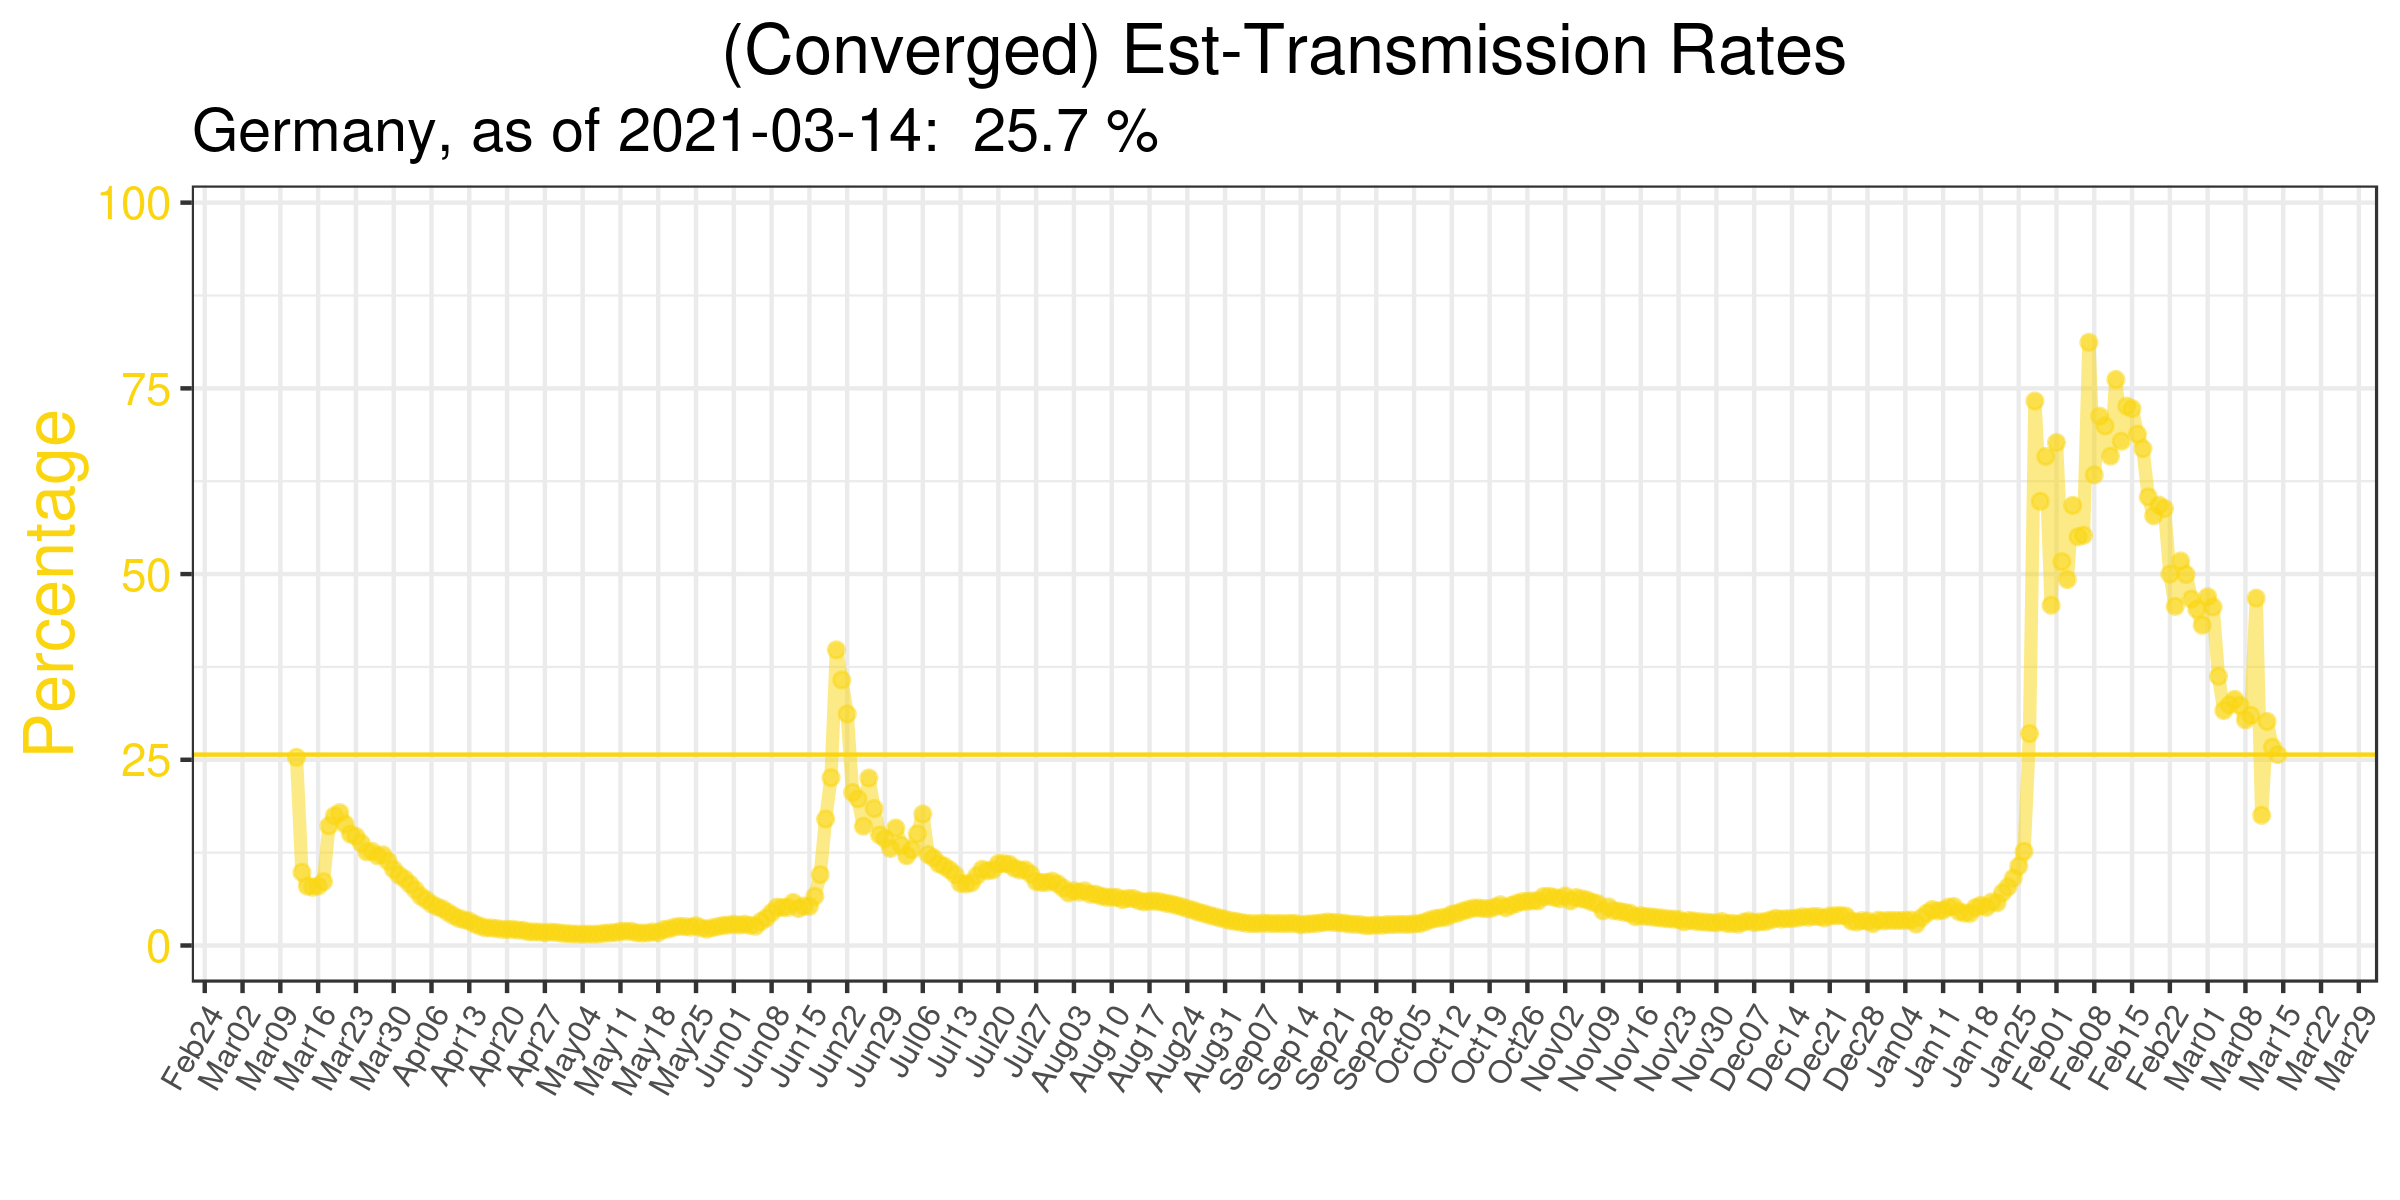 (Converged) Est-Transmission Rates
Germany, as of 2021-03-14:  25.7 %
Percentage
100
75
50
25
0
Feb24
Mar02
Mar09
Mar16
Mar23
Mar30
Apr06
Apr13
Apr20
Apr27
May04
May11
May18
May25
Jun01
Jun08
Jun15
Jun22
Jun29
Jul06
Jul13
Jul20
Jul27
Aug03
Aug10
Aug17
Aug24
Aug31
Sep07
Sep14
Sep21
Sep28
Oct05
Oct12
Oct19
Oct26
Nov02
Nov09
Nov16
Nov23
Nov30
Dec07
Dec14
Dec21
Dec28
Jan04
Jan11
Jan18
Jan25
Feb01
Feb08
Feb15
Feb22
Mar01
Mar08
Mar15
Mar22
Mar29